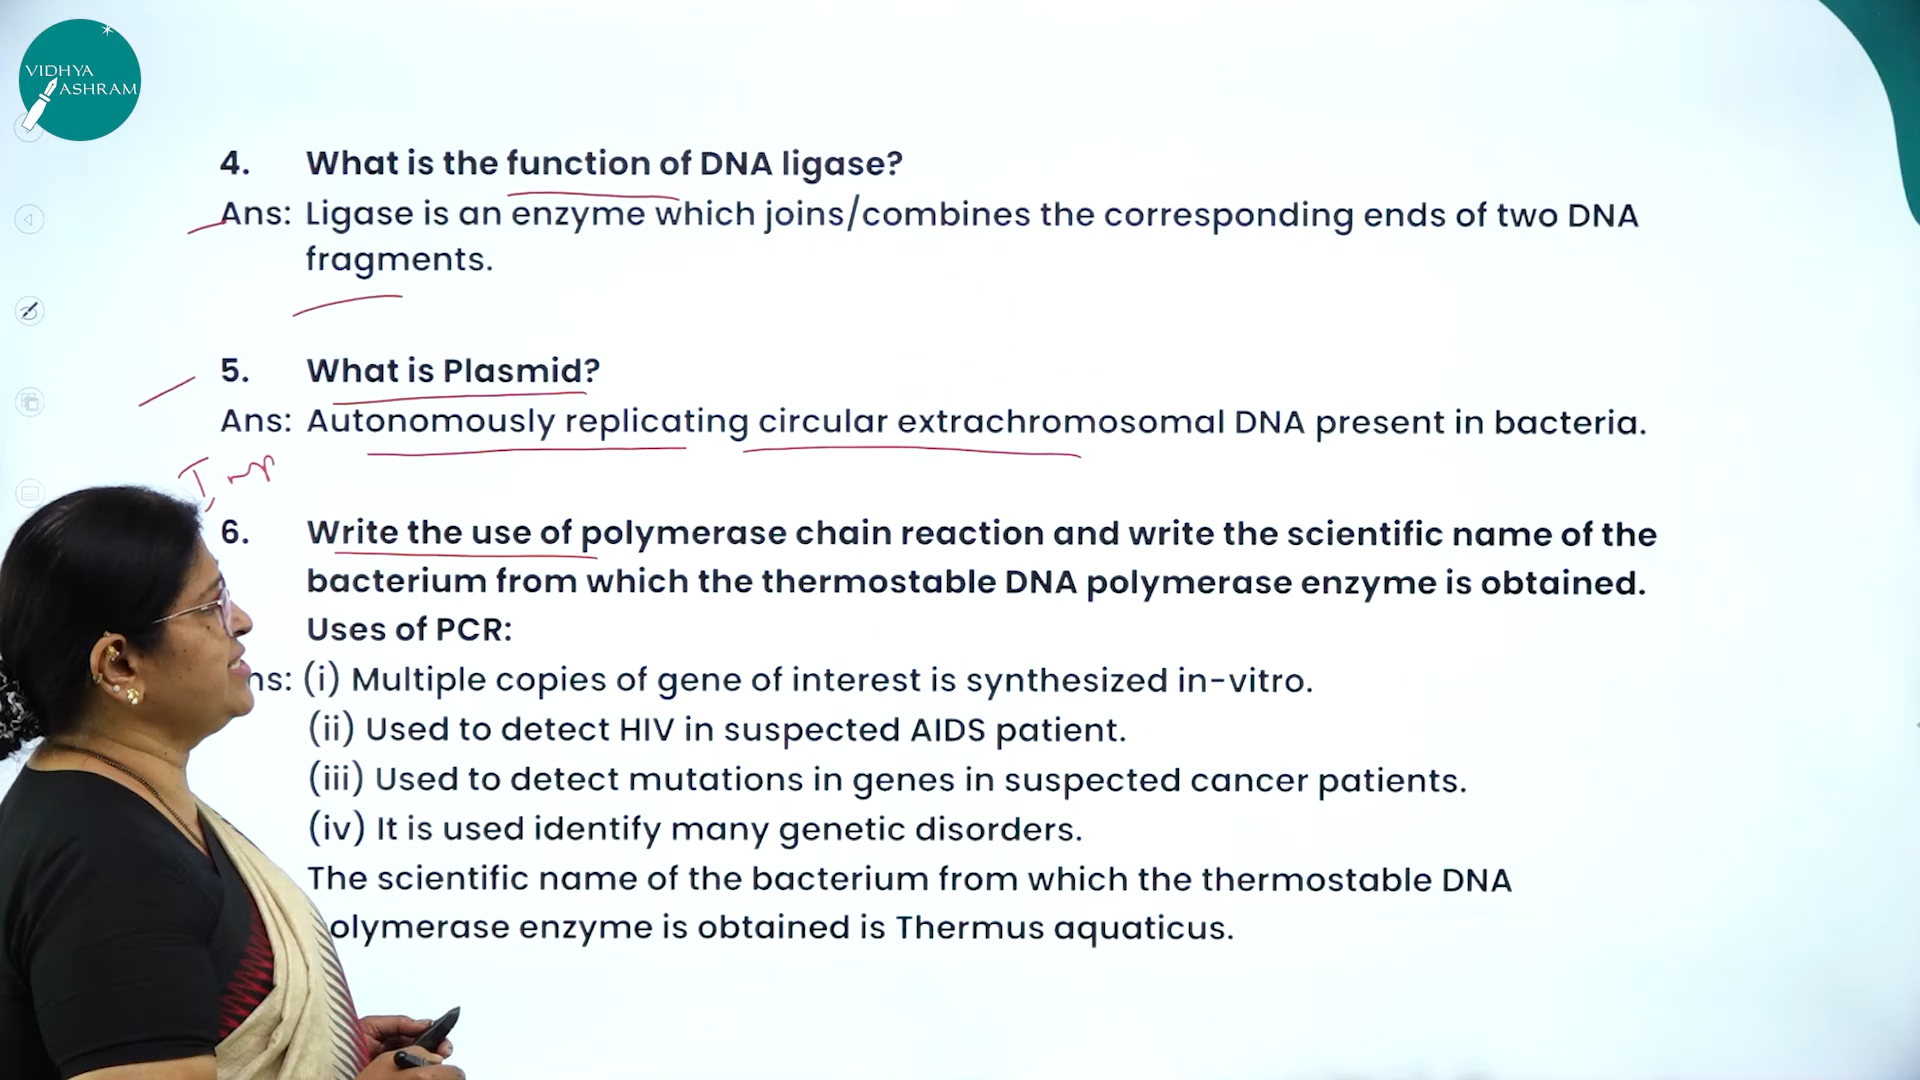 VIDHYA
ASHRAM
4. What is the function of DNA ligase?
Ans: Ligase is an enzyme which joins/combines the corresponding ends of two DNA
fragments.
5. What is Plasmid?
Ans: Autonomously replicating circular extrachromosomal DNA present in bacteria.
Imp
6. Write the use of polymerase chain reaction and write the scientific name of the
bacterium from which the thermostable DNA polymerase enzyme is obtained.
Uses of PCR:
ns: (i) Multiple copies of gene of interest is synthesized in-vitro.
(ii) Used to detect HIV in suspected AIDS patient.
(iii) Used to detect mutations in genes in suspected cancer patients.
(iv) It is used identify many genetic disorders.
The scientific name of the bacterium from which the thermostable DNA
olymerase enzyme is obtained is Thermus aquaticus.